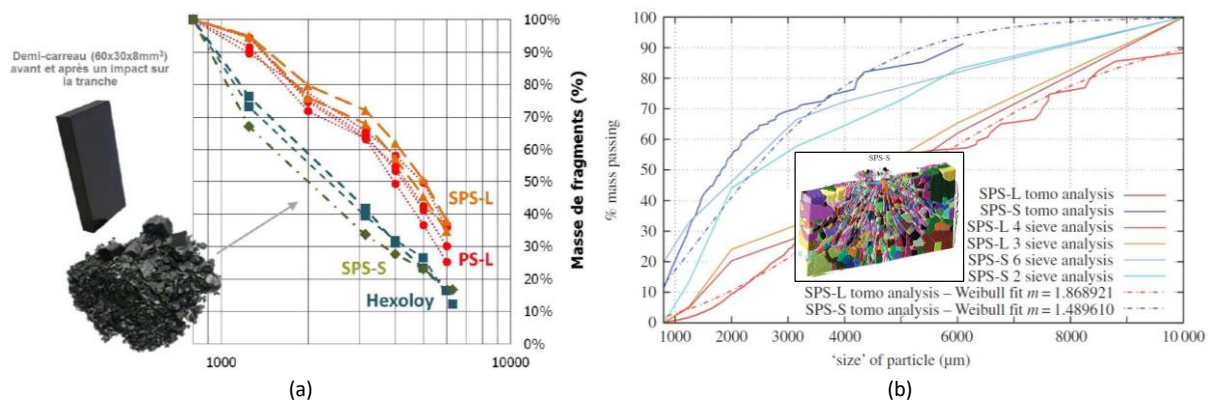 Demi-carreau (60x30x8mm³)
avant et après un impact sur
la tranche
100%
90%
80%
70%
60%
50%
40%
30%
20%
10%
0%
Masse de fragments (%)
SPS-L
PS-L
SPS-S
Hexoloy
1000
10000
(a)
100
90
80
70
60
50
40
30
20
10
0
% mass passing
SPS-S
SPS-L tomo analysis
SPS-S tomo analysis
SPS-L 4 sieve analysis
SPS-L 3 sieve analysis
SPS-S 6 sieve analysis
SPS-S 2 sieve analysis
SPS-L tomo analysis – Weibull fit m = 1.868921
SPS-S tomo analysis – Weibull fit m = 1.489610
1000 2000 3000 4000 6000 8000 10 000
'size' of particle (µm)
(b)